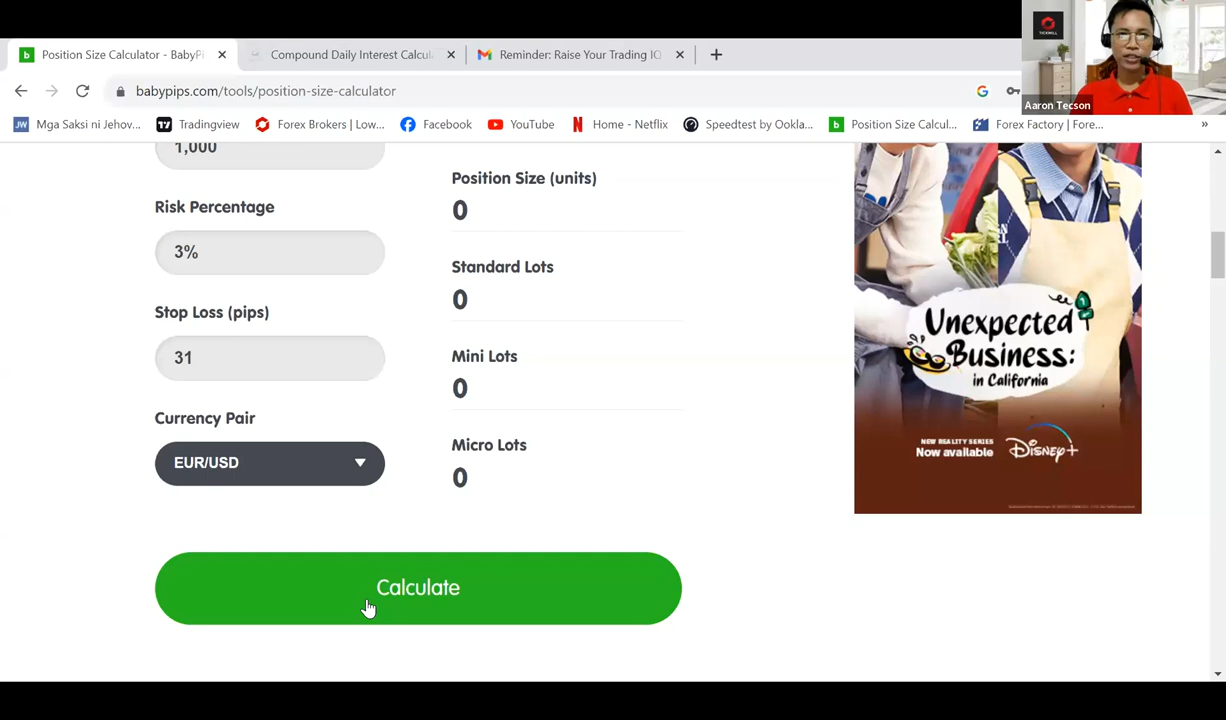 Position Size Calculator - BabyPi
Compound Daily Interest Calcul
Reminder: Raise Your Trading IQ
babypips.com/tools/position-size-calculator
TICKMILL
Aaron Tecson
JW Mga Saksi ni Jehov...
Tradingview
Forex Brokers | Low...
Facebook
YouTube
Home - Netflix
Speedtest by Ookla...
Position Size Calcul...
Forex Factory | Fore...
»
1,000
Position Size (units)
0
Risk Percentage
3%
Standard Lots
0
Stop Loss (pips)
31
Mini Lots
0
Currency Pair
EUR/USD
Micro Lots
0
Calculate
Unexpected
Business:
in California
NEW REALITY SERIES
Now available
Disney+